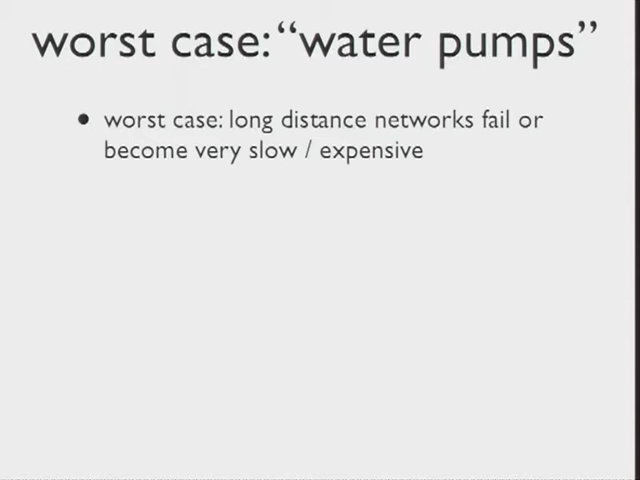 worst case: “water pumps”
• worst case: long distance networks fail or
become very slow / expensive